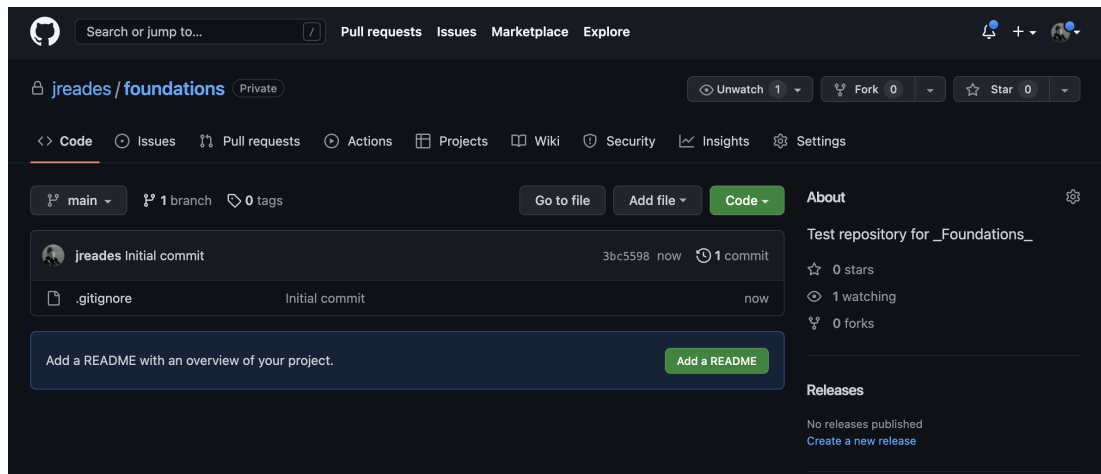 Search or jump to... / Pull requests Issues Marketplace Explore
jreades / foundations Private Unwatch 1 Fork 0 Star 0
Code Issues Pull requests Actions Projects Wiki Security Insights Settings
main 1 branch 0 tags Go to file Add file Code
jreades Initial commit 3bc5598 now 1 commit
.gitignore Initial commit now
Add a README with an overview of your project. Add a README
About
Test repository for _Foundations_
0 stars
1 watching
0 forks
Releases
No releases published
Create a new release